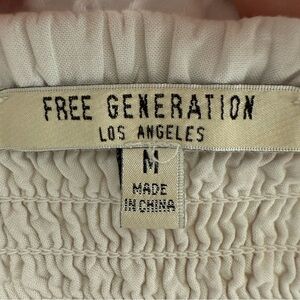 FREE GENERATION
LOS ANGELES
M
MADE
IN CHINA